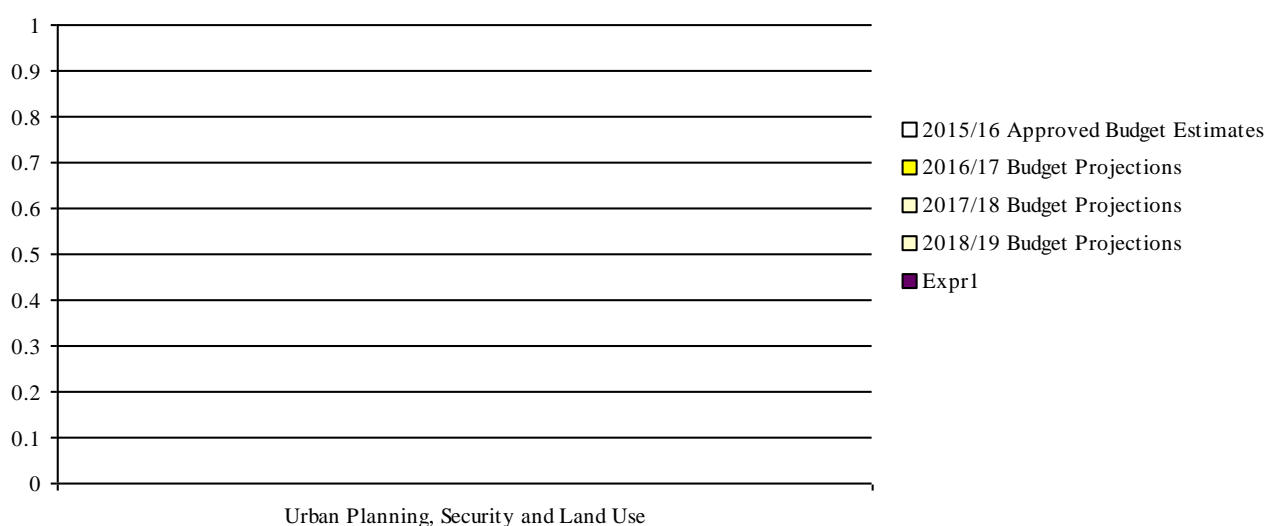 1
0.9
0.8
0.7
0.6
0.5
0.4
0.3
0.2
0.1
0
Urban Planning, Security and Land Use
2015/16 Approved Budget Estimates
2016/17 Budget Projections
2017/18 Budget Projections
2018/19 Budget Projections
Expr1